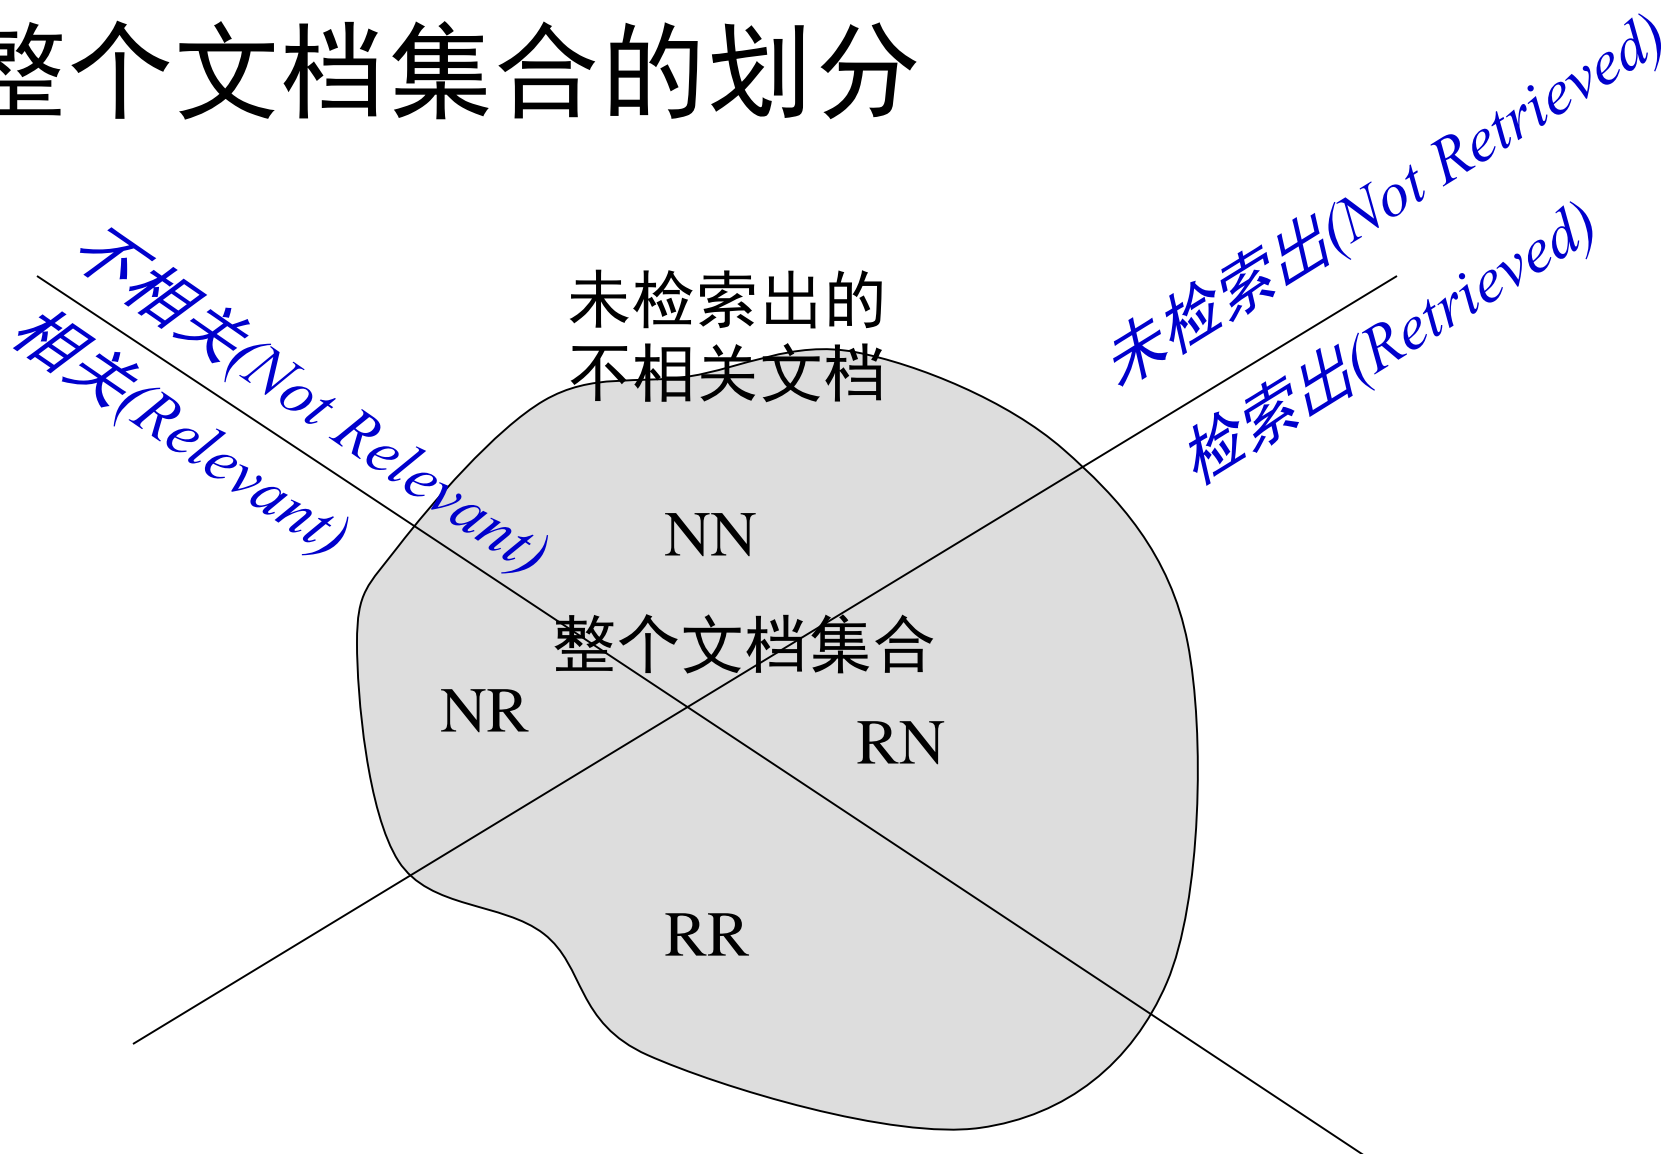 整个文档集合的划分
未检索出(Not Retrieved)
检索出(Retrieved)
不相关(Not Relevant)
相关(Relevant)
未检索出的
不相关文档
NN
整个文档集合
NR
RN
RR